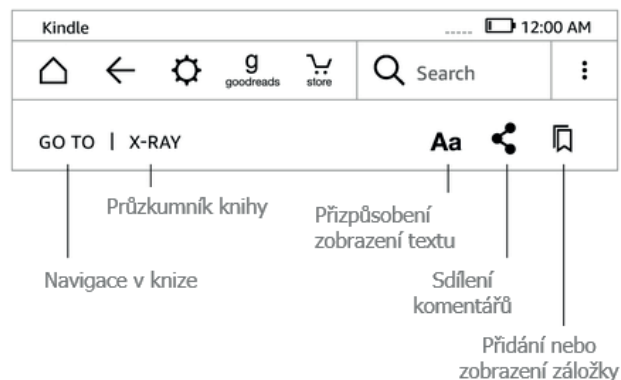 Kindle 12:00 AM
g
goodreads store Search
GO TO | X-RAY Aa
Průzkumník knihy
Přizpůsobení
zobrazení textu
Navigace v knize
Sdílení
komentářů
Přidání nebo
zobrazení záložky